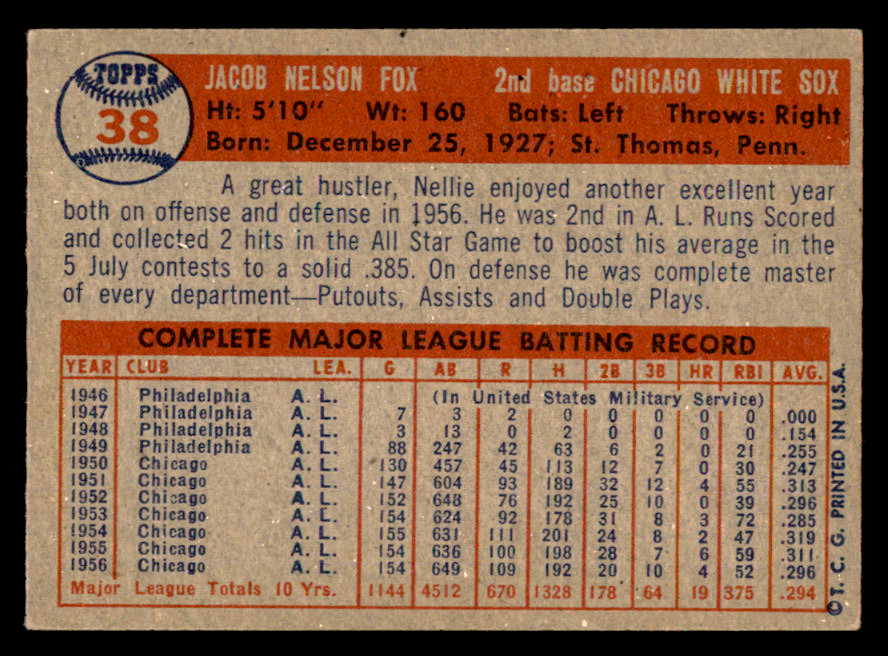 TOPPS
38
JACOB NELSON FOX 2nd base CHICAGO WHITE SOX
Ht: 5'10" Wt: 160 Bats: Left Throws: Right
Born: December 25, 1927; St. Thomas, Penn.
A great hustler, Nellie enjoyed another excellent year
both on offense and defense in 1956. He was 2nd in A. L. Runs Scored
and collected 2 hits in the All Star Game to boost his average in the
5 July contests to a solid .385. On defense he was complete master
of every department—Putouts, Assists and Double Plays.
COMPLETE MAJOR LEAGUE BATTING RECORD
YEAR CLUB LEA. G AB R H 2B 3B HR RBI AVG.
1946 Philadelphia A. L. (In United States Military Service)
1947 Philadelphia A. L. 7 3 2 0 0 0 0 0 .000
1948 Philadelphia A. L. 3 13 0 2 0 0 0 0 .154
1949 Philadelphia A. L. 88 247 42 63 6 2 0 21 .255
1950 Chicago A. L. 130 457 45 113 12 7 0 30 .247
1951 Chicago A. L. 147 604 93 189 32 12 4 55 .313
1952 Chicago A. L. 152 648 76 192 25 10 0 39 .296
1953 Chicago A. L. 154 624 92 178 31 8 3 72 .285
1954 Chicago A. L. 155 631 111 201 24 8 2 47 .319
1955 Chicago A. L. 154 636 100 198 28 7 6 59 .311
1956 Chicago A. L. 154 649 109 192 20 10 4 52 .296
Major League Totals 10 Yrs. 1144 4512 670 1328 178 64 19 375 .294
©T. C. G. PRINTED IN U.S.A.